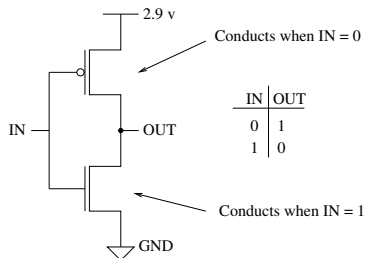 2.9 v
Conducts when IN = 0
IN OUT
0 1
1 0
IN
OUT
Conducts when IN = 1
GND